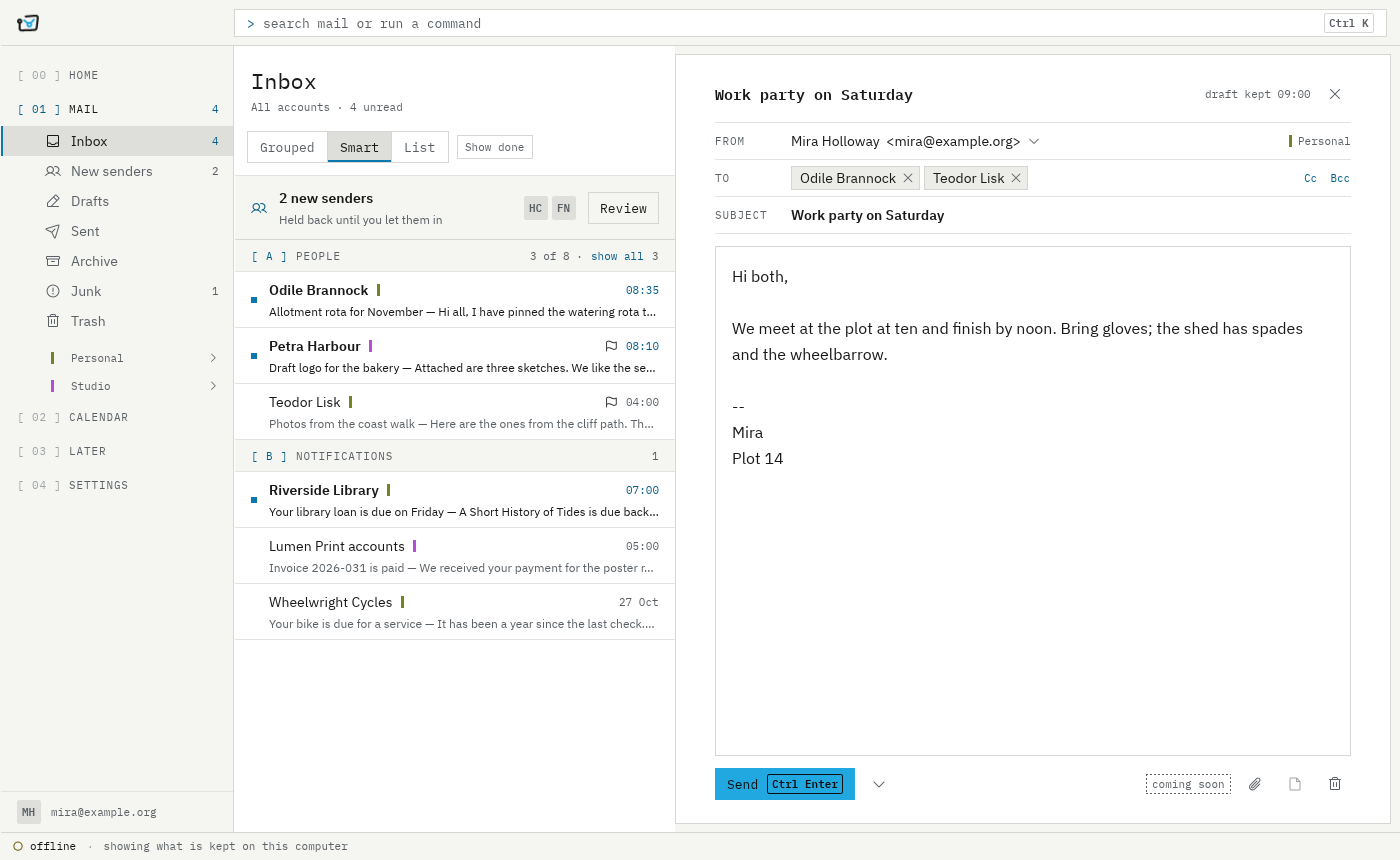 > search mail or run a command Ctrl K
[ 00 ] HOME
[ 01 ] MAIL 4
Inbox 4
New senders 2
Drafts
Sent
Archive
Junk 1
Trash
Personal
Studio
[ 02 ] CALENDAR
[ 03 ] LATER
[ 04 ] SETTINGS
MH mira@example.org
Inbox
All accounts · 4 unread
Grouped Smart List Show done
2 new senders
Held back until you let them in
HC FN Review
[ A ] PEOPLE 3 of 8 · show all 3
Odile Brannock 08:35
Allotment rota for November — Hi all, I have pinned the watering rota t…
Petra Harbour 08:10
Draft logo for the bakery — Attached are three sketches. We like the se…
Teodor Lisk 04:00
Photos from the coast walk — Here are the ones from the cliff path. Th…
[ B ] NOTIFICATIONS 1
Riverside Library 07:00
Your library loan is due on Friday — A Short History of Tides is due back…
Lumen Print accounts 05:00
Invoice 2026-031 is paid — We received your payment for the poster r…
Wheelwright Cycles 27 Oct
Your bike is due for a service — It has been a year since the last check.…
Work party on Saturday draft kept 09:00
FROM Mira Holloway <mira@example.org> Personal
TO Odile Brannock Teodor Lisk Cc Bcc
SUBJECT Work party on Saturday
Hi both,
We meet at the plot at ten and finish by noon. Bring gloves; the shed has spades
and the wheelbarrow.
--
Mira
Plot 14
Send Ctrl Enter coming soon
offline · showing what is kept on this computer